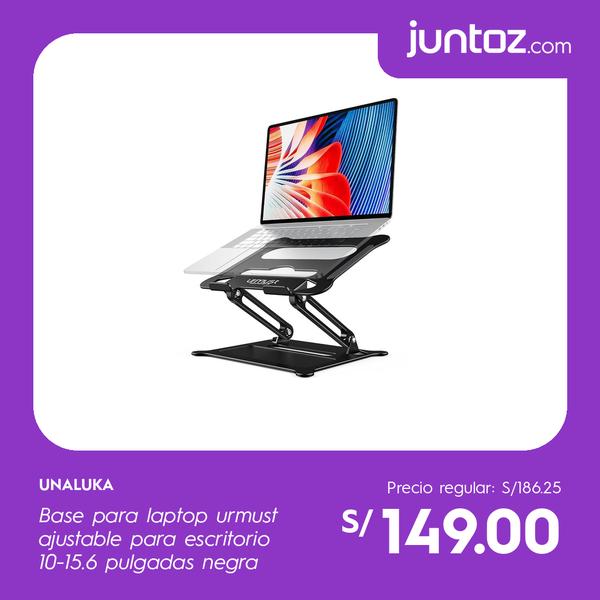 juntoz.com
URMUST
UNALUKA
Base para laptop urmust
ajustable para escritorio
10-15.6 pulgadas negra
Precio regular: S/186.25
S/149.00